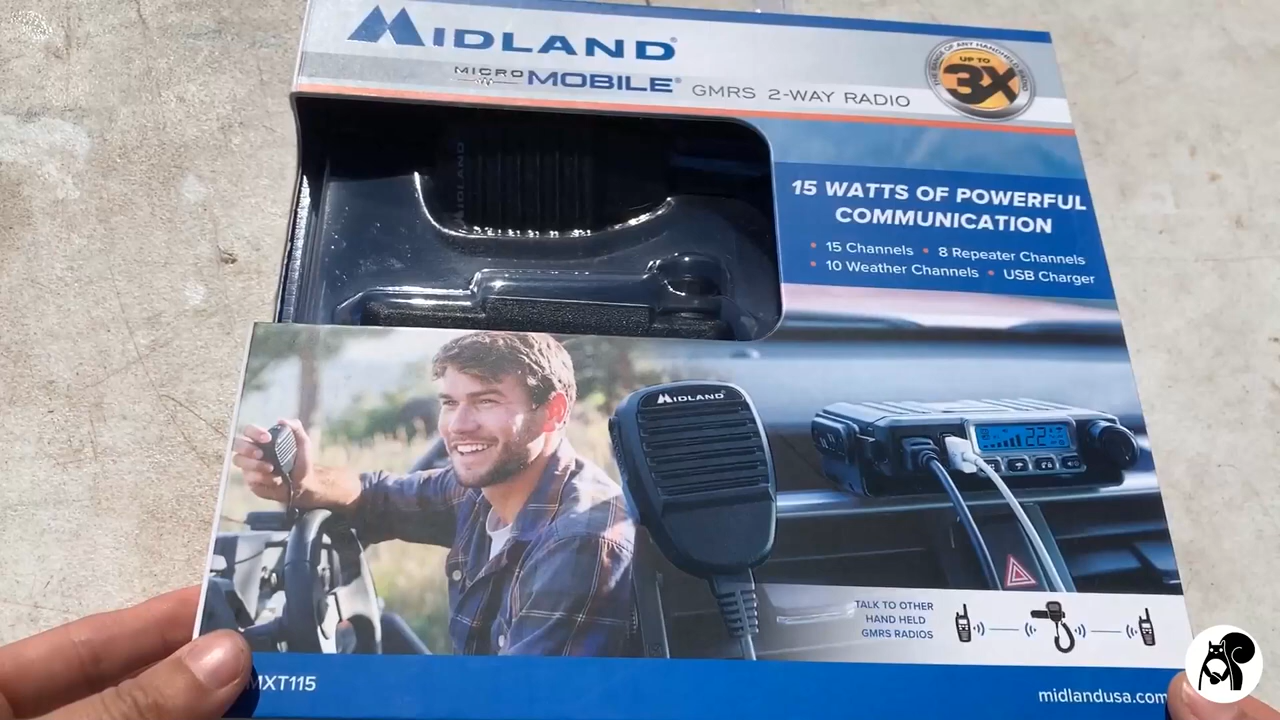 MIDLAND®
MICRO MOBILE® GMRS 2-WAY RADIO
UP TO
3X
MIDLAND
15 WATTS OF POWERFUL
COMMUNICATION
• 15 Channels • 8 Repeater Channels
• 10 Weather Channels • USB Charger
MIDLAND
22
TALK TO OTHER
HAND HELD
GMRS RADIOS
MXT115
midlandusa.com